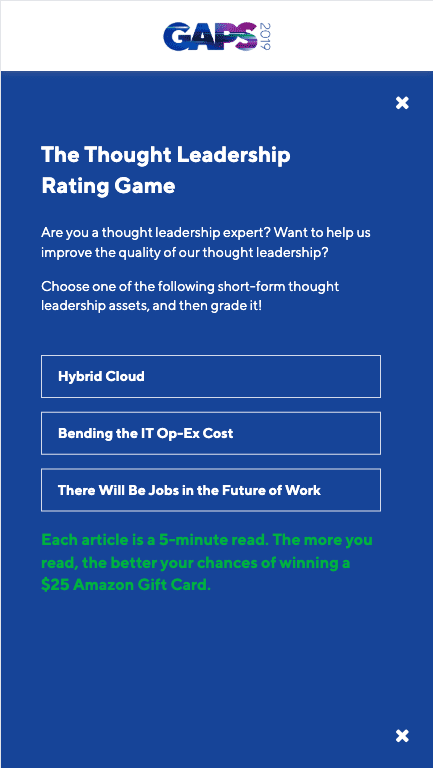 GAPS 2019
The Thought Leadership
Rating Game
Are you a thought leadership expert? Want to help us
improve the quality of our thought leadership?
Choose one of the following short-form thought
leadership assets, and then grade it!
Hybrid Cloud
Bending the IT Op-Ex Cost
There Will Be Jobs in the Future of Work
Each article is a 5-minute read. The more you
read, the better your chances of winning a
$25 Amazon Gift Card.